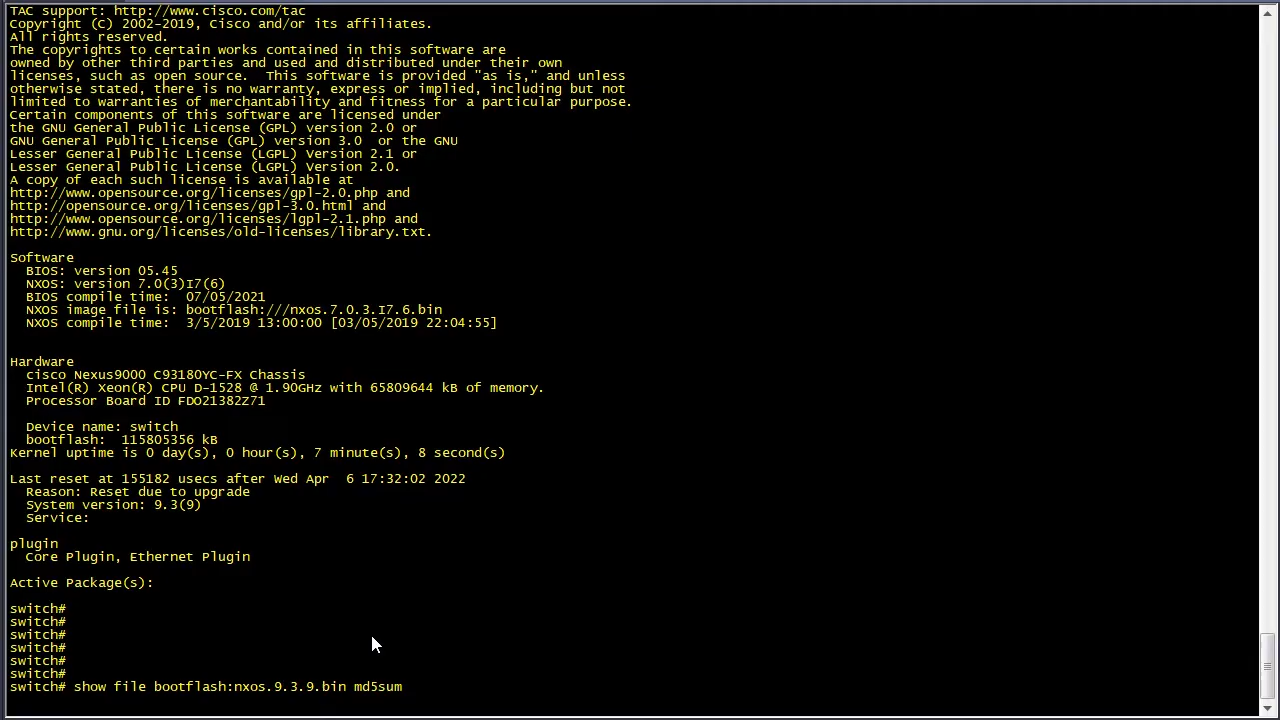 TAC support: http://www.cisco.com/tac
Copyright (C) 2002-2019, Cisco and/or its affiliates.
All rights reserved.
The copyrights to certain works contained in this software are
owned by other third parties and used and distributed under their own
licenses, such as open source.  This software is provided "as is," and unless
otherwise stated, there is no warranty, express or implied, including but not
limited to warranties of merchantability and fitness for a particular purpose.
Certain components of this software are licensed under
the GNU General Public License (GPL) version 2.0 or
GNU General Public License (GPL) version 3.0  or the GNU
Lesser General Public License (LGPL) Version 2.1 or
Lesser General Public License (LGPL) Version 2.0.
A copy of each such license is available at
http://www.opensource.org/licenses/gpl-2.0.php and
http://opensource.org/licenses/gpl-3.0.html and
http://www.opensource.org/licenses/lgpl-2.1.php and
http://www.gnu.org/licenses/old-licenses/library.txt.

Software
  BIOS: version 05.45
  NXOS: version 7.0(3)I7(6)
  BIOS compile time:  07/05/2021
  NXOS image file is: bootflash:///nxos.7.0.3.I7.6.bin
  NXOS compile time:  3/5/2019 13:00:00 [03/05/2019 22:04:55]

Hardware
  cisco Nexus9000 C93180YC-FX Chassis
  Intel(R) Xeon(R) CPU D-1528 @ 1.90GHz with 65809644 kB of memory.
  Processor Board ID FDO21382Z71

  Device name: switch
  bootflash:  115805356 kB
Kernel uptime is 0 day(s), 0 hour(s), 7 minute(s), 8 second(s)

Last reset at 155182 usecs after Wed Apr  6 17:32:02 2022
  Reason: Reset due to upgrade
  System version: 9.3(9)
  Service:

plugin
  Core Plugin, Ethernet Plugin

Active Package(s):

switch#
switch#
switch#
switch#
switch#
switch#
switch# show file bootflash:nxos.9.3.9.bin md5sum